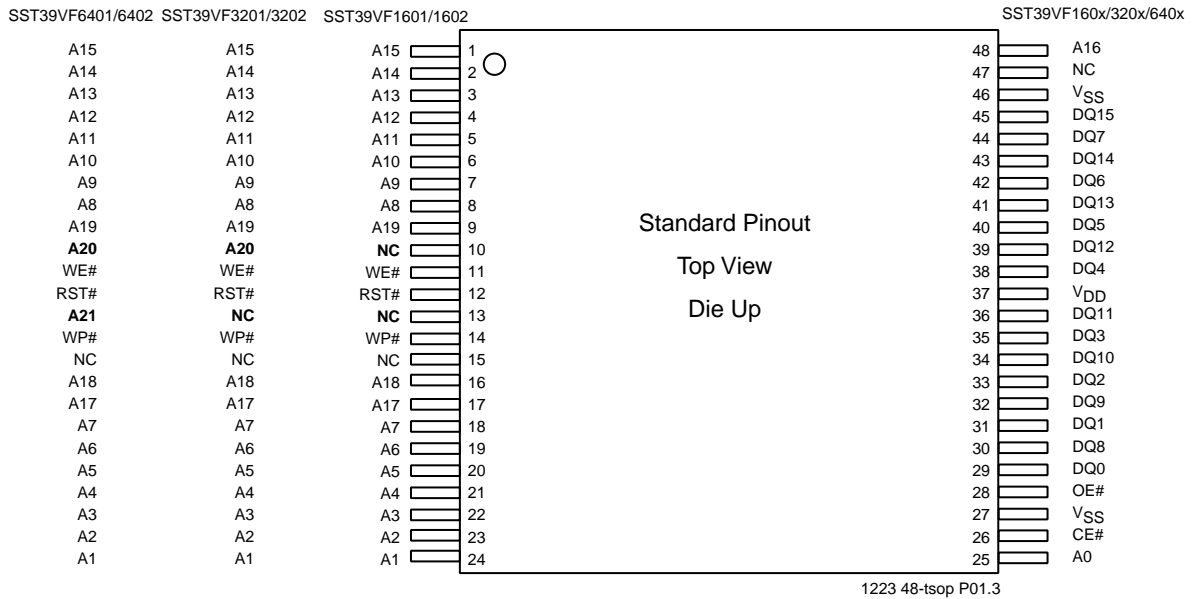 SST39VF6401/6402 SST39VF3201/3202 SST39VF1601/1602 SST39VF160x/320x/640x
A15 A15 A15 1 48 A16
A14 A14 A14 2 47 NC
A13 A13 A13 3 46 VSS
A12 A12 A12 4 45 DQ15
A11 A11 A11 5 44 DQ7
A10 A10 A10 6 43 DQ14
A9 A9 A9 7 42 DQ6
A8 A8 A8 8 41 DQ13
A19 A19 A19 9 Standard Pinout 40 DQ5
A20 A20 NC 10 39 DQ12
WE# WE# WE# 11 Top View 38 DQ4
RST# RST# RST# 12 37 VDD
A21 NC NC 13 Die Up 36 DQ11
WP# WP# WP# 14 35 DQ3
NC NC NC 15 34 DQ10
A18 A18 A18 16 33 DQ2
A17 A17 A17 17 32 DQ9
A7 A7 A7 18 31 DQ1
A6 A6 A6 19 30 DQ8
A5 A5 A5 20 29 DQ0
A4 A4 A4 21 28 OE#
A3 A3 A3 22 27 VSS
A2 A2 A2 23 26 CE#
A1 A1 A1 24 25 A0
1223 48-tsop P01.3